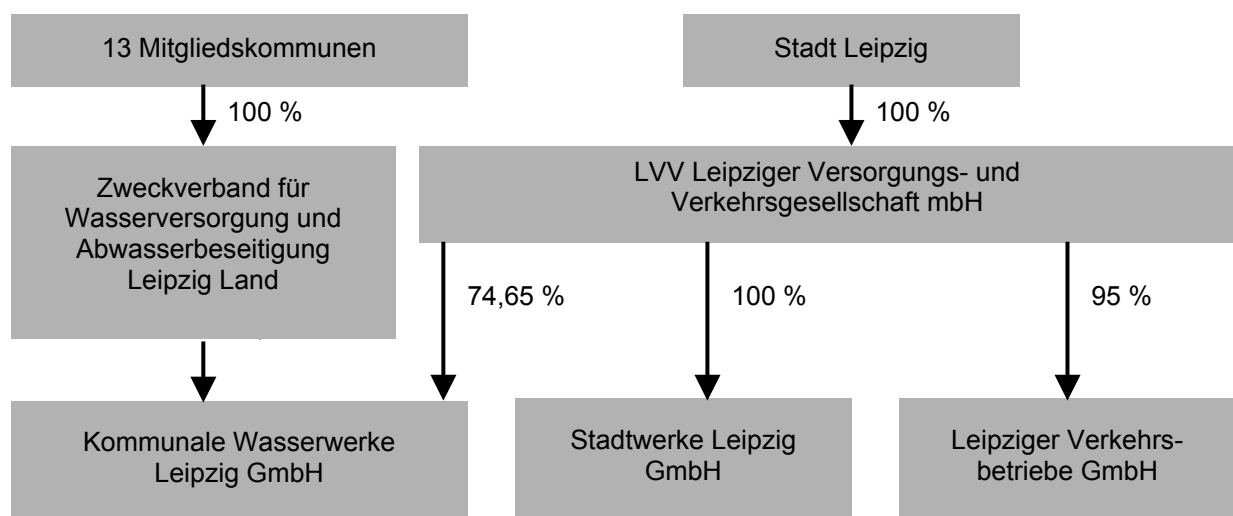 13 Mitgliedskommunen
Stadt Leipzig
100 %
100 %
Zweckverband für
Wasserversorgung und
Abwasserbeseitigung
Leipzig Land
LVV Leipziger Versorgungs- und
Verkehrsgesellschaft mbH
74,65 %
100 %
95 %
Kommunale Wasserwerke
Leipzig GmbH
Stadtwerke Leipzig
GmbH
Leipziger Verkehrs-
betriebe GmbH